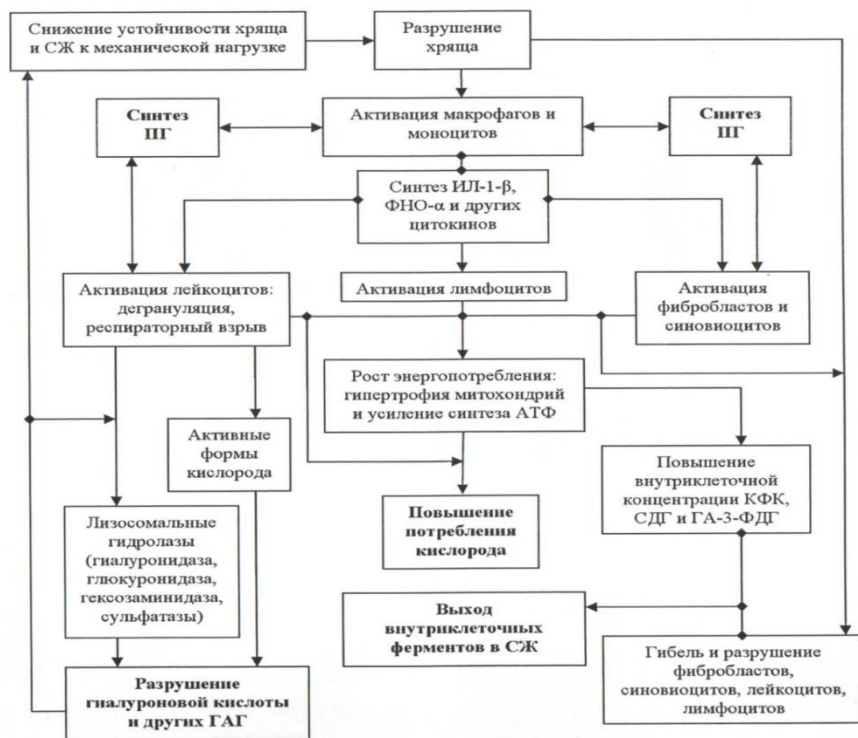 Снижение устойчивости хряща
и СЖ к механической нагрузке
Разрушение
хряща
Синтез
ПГ
Активация макрофагов и
моноцитов
Синтез
ПГ
Синтез ИЛ-1-β,
ФНО-α и других
цитокинов
Активация лейкоцитов:
дегрануляция,
респираторный взрыв
Активация лимфоцитов
Активация
фибробластов и
синовиоцитов
Рост энергопотребления:
гипертрофия митохондрий
и усиление синтеза АТФ
Активные
формы
кислорода
Повышение
внутриклеточной
концентрации КФК,
СДГ и ГА-3-ФДГ
Лизосомальные
гидролазы
(гиалуронидаза,
глюкуронидаза,
гексозаминидаза,
сульфатазы)
Повышение
потребления
кислорода
Выход
внутриклеточных
ферментов в СЖ
Гибель и разрушение
фибробластов,
синовиоцитов, лейкоцитов,
лимфоцитов
Разрушение
гиалуроновой кислоты
и других ГАГ